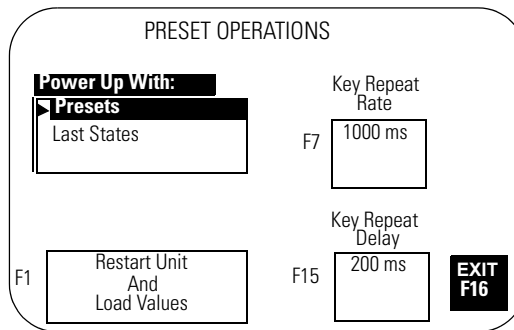 PRESET OPERATIONS
Power Up With:
Presets
Last States
Key Repeat
Rate
F7
1000 ms
Key Repeat
Delay
F1
Restart Unit
And
Load Values
F15
200 ms
EXIT
F16